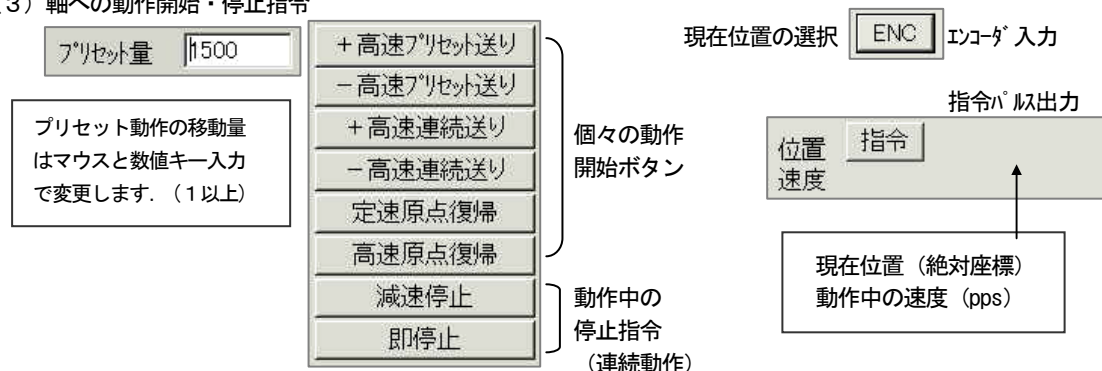 （3）軸への動作開始・停止指令
ﾌﾟﾘｾｯﾄ量 1500
プリセット動作の移動量
はマウスと数値キー入力
で変更します．（１以上）
＋高速ﾌﾟﾘｾｯﾄ送り
－高速ﾌﾟﾘｾｯﾄ送り
＋高速連続送り
－高速連続送り
定速原点復帰
高速原点復帰
減速停止
即停止
個々の動作
開始ボタン
動作中の
停止指令
（連続動作）
現在位置の選択 ENC ｴﾝｺｰﾀﾞ入力
指令ﾊﾟﾙｽ出力
位置 指令
速度
現在位置（絶対座標）
動作中の速度（pps）